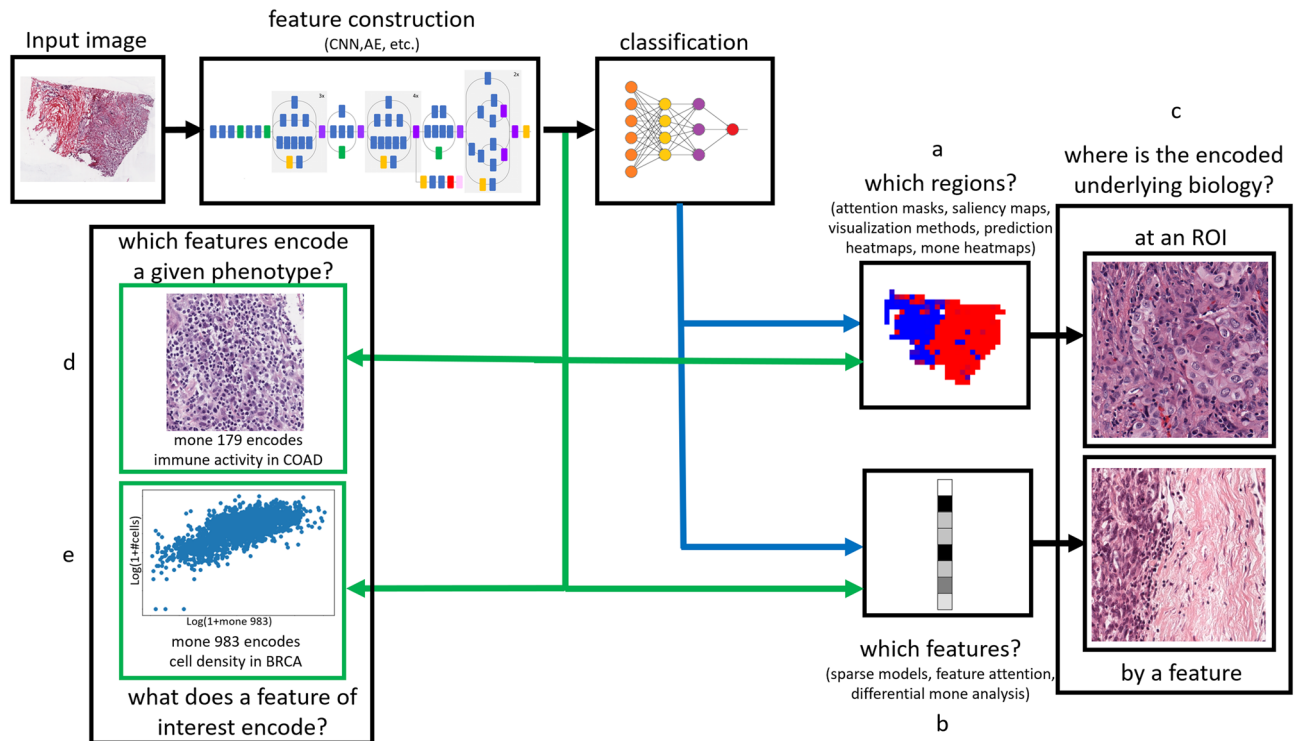 Input image
feature construction
(CNN,AE, etc.)
classification
3x
4x
2x
a
which regions?
(attention masks, saliency maps,
visualization methods, prediction
heatmaps, mone heatmaps)
c
where is the encoded
underlying biology?
at an ROI
by a feature
which features encode
a given phenotype?
d
mone 179 encodes
immune activity in COAD
e
Log(1+#cells)
Log(1+mone 983)
mone 983 encodes
cell density in BRCA
what does a feature of
interest encode?
which features?
(sparse models, feature attention,
differential mone analysis)
b